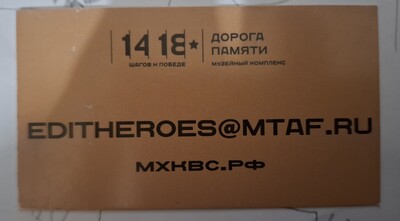 1418
ШАГОВ К ПОБЕДЕ
ДОРОГА
ПАМЯТИ
МУЗЕЙНЫЙ КОМПЛЕКС
EDITHEROES@MTAF.RU
МХКВС.РФ